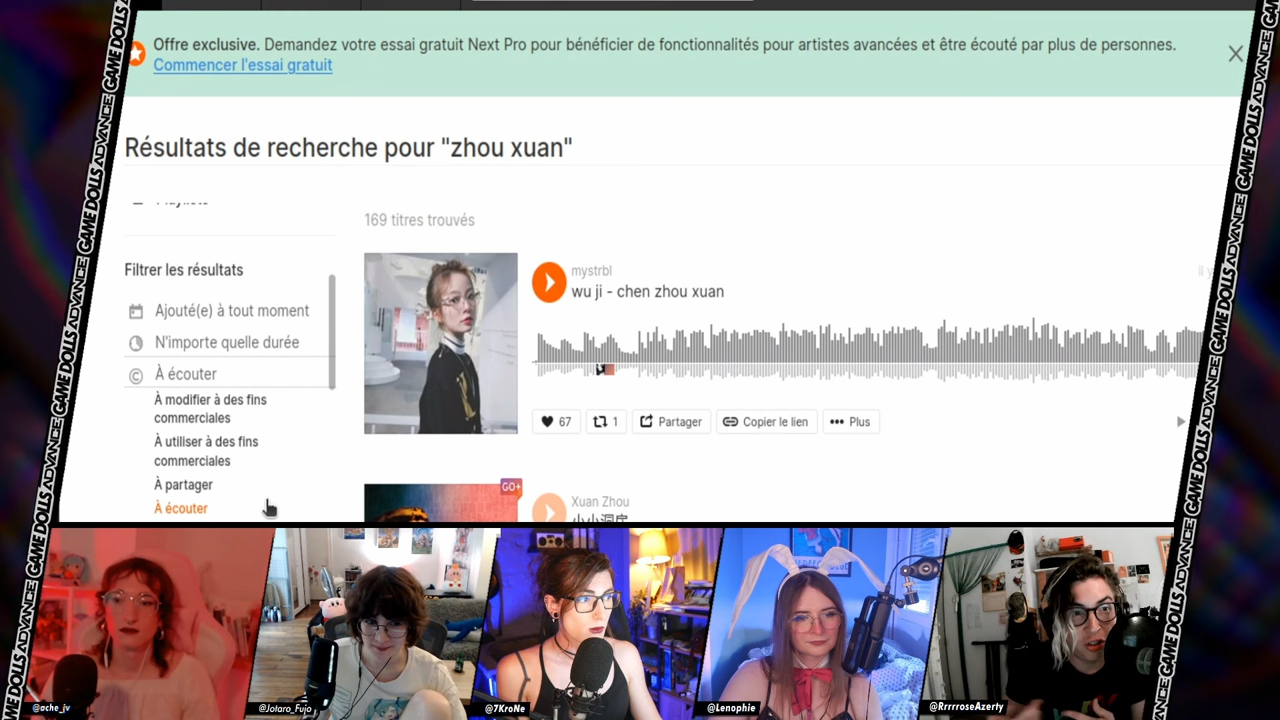 Offre exclusive. Demandez votre essai gratuit Next Pro pour bénéficier de fonctionnalités pour artistes avancées et être écouté par plus de personnes.
Commencer l'essai gratuit
Résultats de recherche pour "zhou xuan"
169 titres trouvés
Filtrer les résultats
Ajouté(e) à tout moment
N'importe quelle durée
À écouter
À modifier à des fins
commerciales
À utiliser à des fins
commerciales
À partager
À écouter
mystrbl
wu ji - chen zhou xuan
67
1
Partager
Copier le lien
Plus
GO+
Xuan Zhou
GAME DOLLS ADVANCE
GAME DOLLS ADVANCE
@ache_jv
@Jotaro_Fujo
@7KroNe
@Lenophie
@RrrrroseAzerty